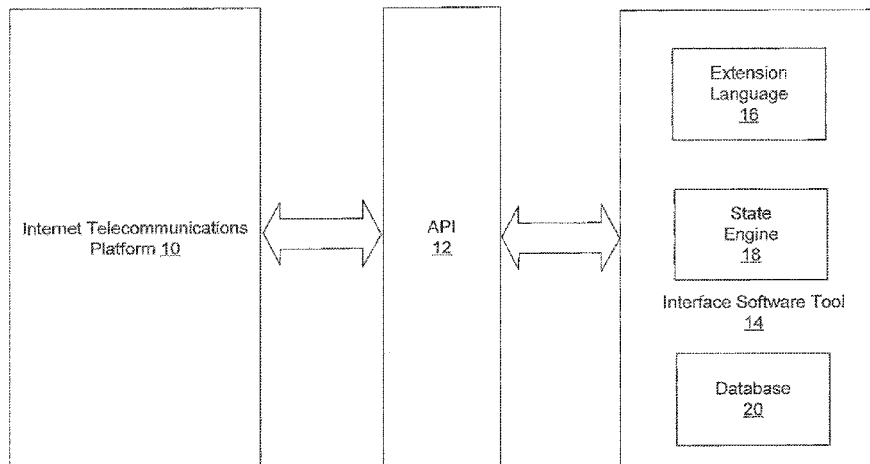 Internet Telecommunications
Platform 10
API
12
Extension
Language
16
State
Engine
18
Interface Software Tool
14
Database
20